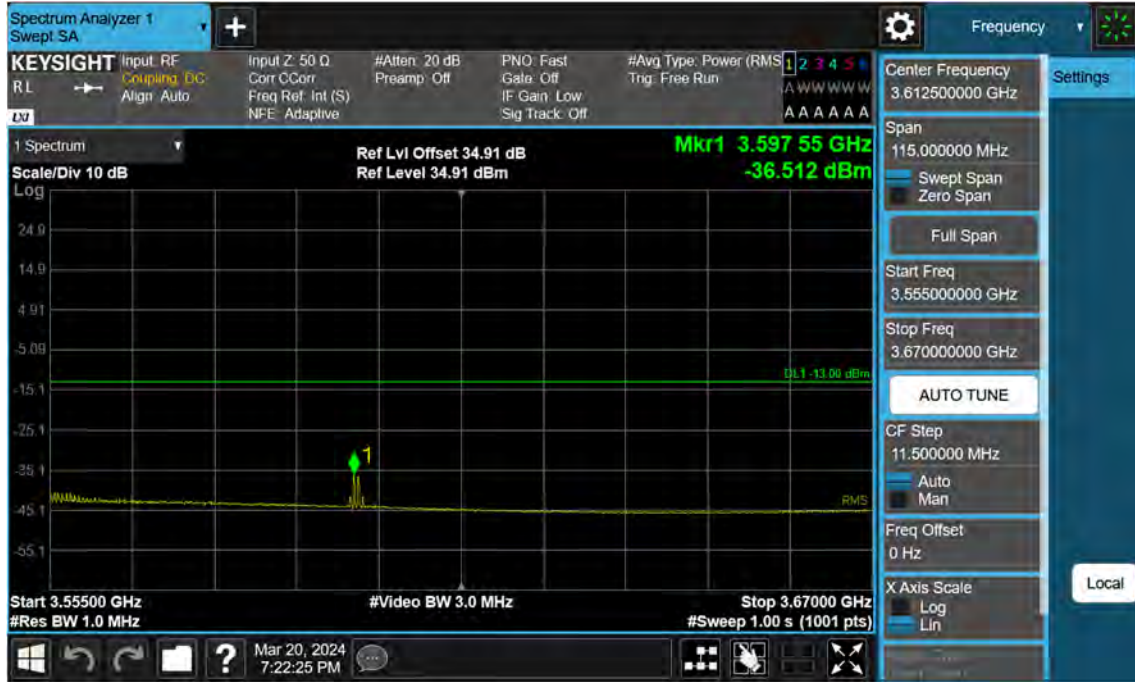 Spectrum Analyzer 1
Swept SA
Frequency
KEYSIGHT
Input: RF
Input Z: 50 Ω
#Atten: 20 dB
PNO: Fast
#Avg Type: Power (RMS
1 2 3 4 5 6
R L
Coupling: DC
Corr CCorr
Preamp: Off
Gate: Off
Trig: Free Run
A W W W W W
Align: Auto
Freq Ref: Int (S)
IF Gain: Low
LXI
NFE: Adaptive
Sig Track: Off
A A A A A A
1 Spectrum
Ref Lvl Offset 34.91 dB
Mkr1 3.597 55 GHz
Scale/Div 10 dB
Ref Level 34.91 dBm
-36.512 dBm
Log
24.9
14.9
4.91
-5.09
DL1 -13.00 dBm
-15.1
-25.1
1
-35.1
RMS
-45.1
-55.1
Start 3.55500 GHz
#Video BW 3.0 MHz
Stop 3.67000 GHz
#Res BW 1.0 MHz
#Sweep 1.00 s (1001 pts)
?
Mar 20, 2024
7:22:25 PM
Center Frequency
3.612500000 GHz
Settings
Span
115.000000 MHz
Swept Span
Zero Span
Full Span
Start Freq
3.555000000 GHz
Stop Freq
3.670000000 GHz
AUTO TUNE
CF Step
11.500000 MHz
Auto
Man
Freq Offset
0 Hz
X Axis Scale
Log
Lin
Local